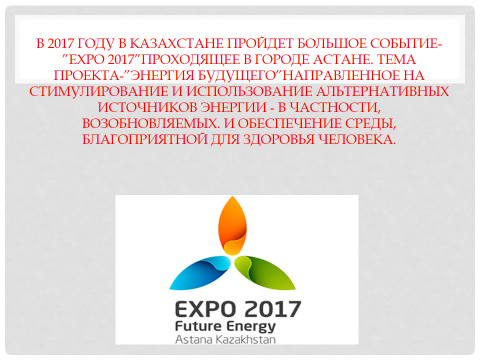 В 2017 ГОДУ В КАЗАХСТАНЕ ПРОЙДЕТ БОЛЬШОЕ СОБЫТИЕ-
”EXPO 2017”ПРОХОДЯЩЕЕ В ГОРОДЕ АСТАНЕ. ТЕМА
ПРОЕКТА-”ЭНЕРГИЯ БУДУЩЕГО”НАПРАВЛЕННОЕ НА
СТИМУЛИРОВАНИЕ И ИСПОЛЬЗОВАНИЕ АЛЬТЕРНАТИВНЫХ
ИСТОЧНИКОВ ЭНЕРГИИ - В ЧАСТНОСТИ,
ВОЗОБНОВЛЯЕМЫХ. И ОБЕСПЕЧЕНИЕ СРЕДЫ,
БЛАГОПРИЯТНОЙ ДЛЯ ЗДОРОВЬЯ ЧЕЛОВЕКА.
EXPO 2017
Future Energy
Astana Kazakhstan